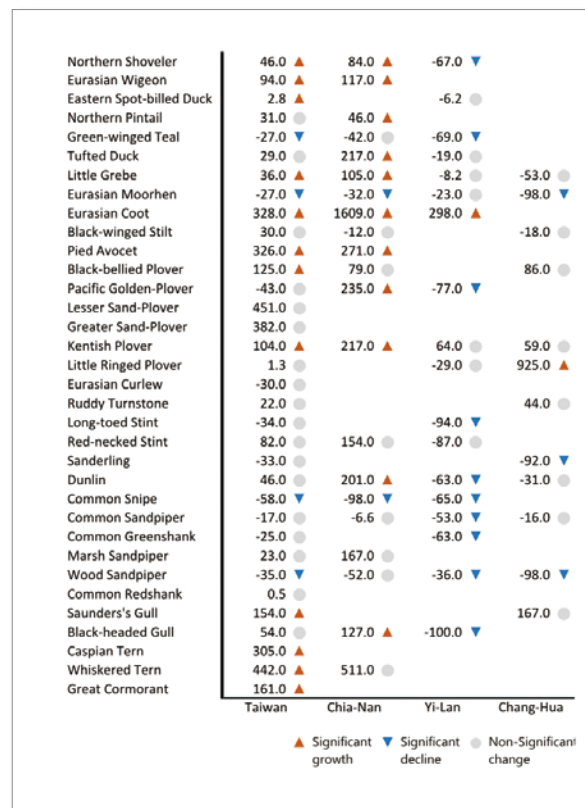 Northern Shoveler 46.0 ▲ 84.0 ▲ -67.0 ▼
Eurasian Wigeon 94.0 ▲ 117.0 ▲
Eastern Spot-billed Duck 2.8 ▲ -6.2 ●
Northern Pintail 31.0 ● 46.0 ▲
Green-winged Teal -27.0 ▼ -42.0 ● -69.0 ▼
Tufted Duck 29.0 ● 217.0 ▲ -19.0 ●
Little Grebe 36.0 ▲ 105.0 ▲ -8.2 ● -53.0 ●
Eurasian Moorhen -27.0 ▼ -32.0 ▼ -23.0 ● -98.0 ▼
Eurasian Coot 328.0 ▲ 1609.0 ▲ 298.0 ▲
Black-winged Stilt 30.0 ● -12.0 ● -18.0 ●
Pied Avocet 326.0 ▲ 271.0 ▲
Black-bellied Plover 125.0 ▲ 79.0 ● 86.0 ●
Pacific Golden-Plover -43.0 ● 235.0 ▲ -77.0 ▼
Lesser Sand-Plover 451.0 ●
Greater Sand-Plover 382.0 ●
Kentish Plover 104.0 ▲ 217.0 ▲ 64.0 ● 59.0 ●
Little Ringed Plover 1.3 ● -29.0 ● 925.0 ▲
Eurasian Curlew -30.0 ●
Ruddy Turnstone 22.0 ● 44.0 ●
Long-toed Stint -34.0 ● -94.0 ▼
Red-necked Stint 82.0 ● 154.0 ● -87.0 ●
Sanderling -33.0 ● -92.0 ▼
Dunlin 46.0 ● 201.0 ▲ -63.0 ▼ -31.0 ●
Common Snipe -58.0 ▼ -98.0 ▼ -65.0 ▼
Common Sandpiper -17.0 ● -6.6 ● -53.0 ▼ -16.0 ●
Common Greenshank -25.0 ● -63.0 ▼
Marsh Sandpiper 23.0 ● 167.0 ●
Wood Sandpiper -35.0 ▼ -52.0 ● -36.0 ▼ -98.0 ▼
Common Redshank 0.5 ●
Saunders's Gull 154.0 ▲ 167.0 ●
Black-headed Gull 54.0 ● 127.0 ▲ -100.0 ▼
Caspian Tern 305.0 ▲
Whiskered Tern 442.0 ▲ 511.0 ●
Great Cormorant 161.0 ▲
Taiwan Chia-Nan Yi-Lan Chang-Hua
▲ Significant ▼ Significant ● Non-Significant
growth decline change